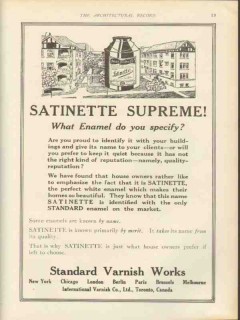 THE ARCHITECTURAL RECORD
SATINETTE SUPREME!
What Enamel do you specify?
Are you proud to identify it with your build-
ings and give its name to your clients—or will
you prefer to keep it quiet because it has not
the right kind of reputation—namely, quality-
reputation?
We have found that house owners rather like
to emphasize the fact that it is SATINETTE,
the perfect white enamel which makes their
homes so beautiful. They know that this name
SATINETTE is identified with the only
STANDARD enamel on the market.
Some enamels are known by name.
SATINETTE is known primarily by merit. It takes its name from
its quality.
That is why SATINETTE is just what house owners prefer if
left to choose.
Standard Varnish Works
New York Chicago London Berlin Paris Brussels Melbourne
International Varnish Co., Ltd., Toronto, Canada